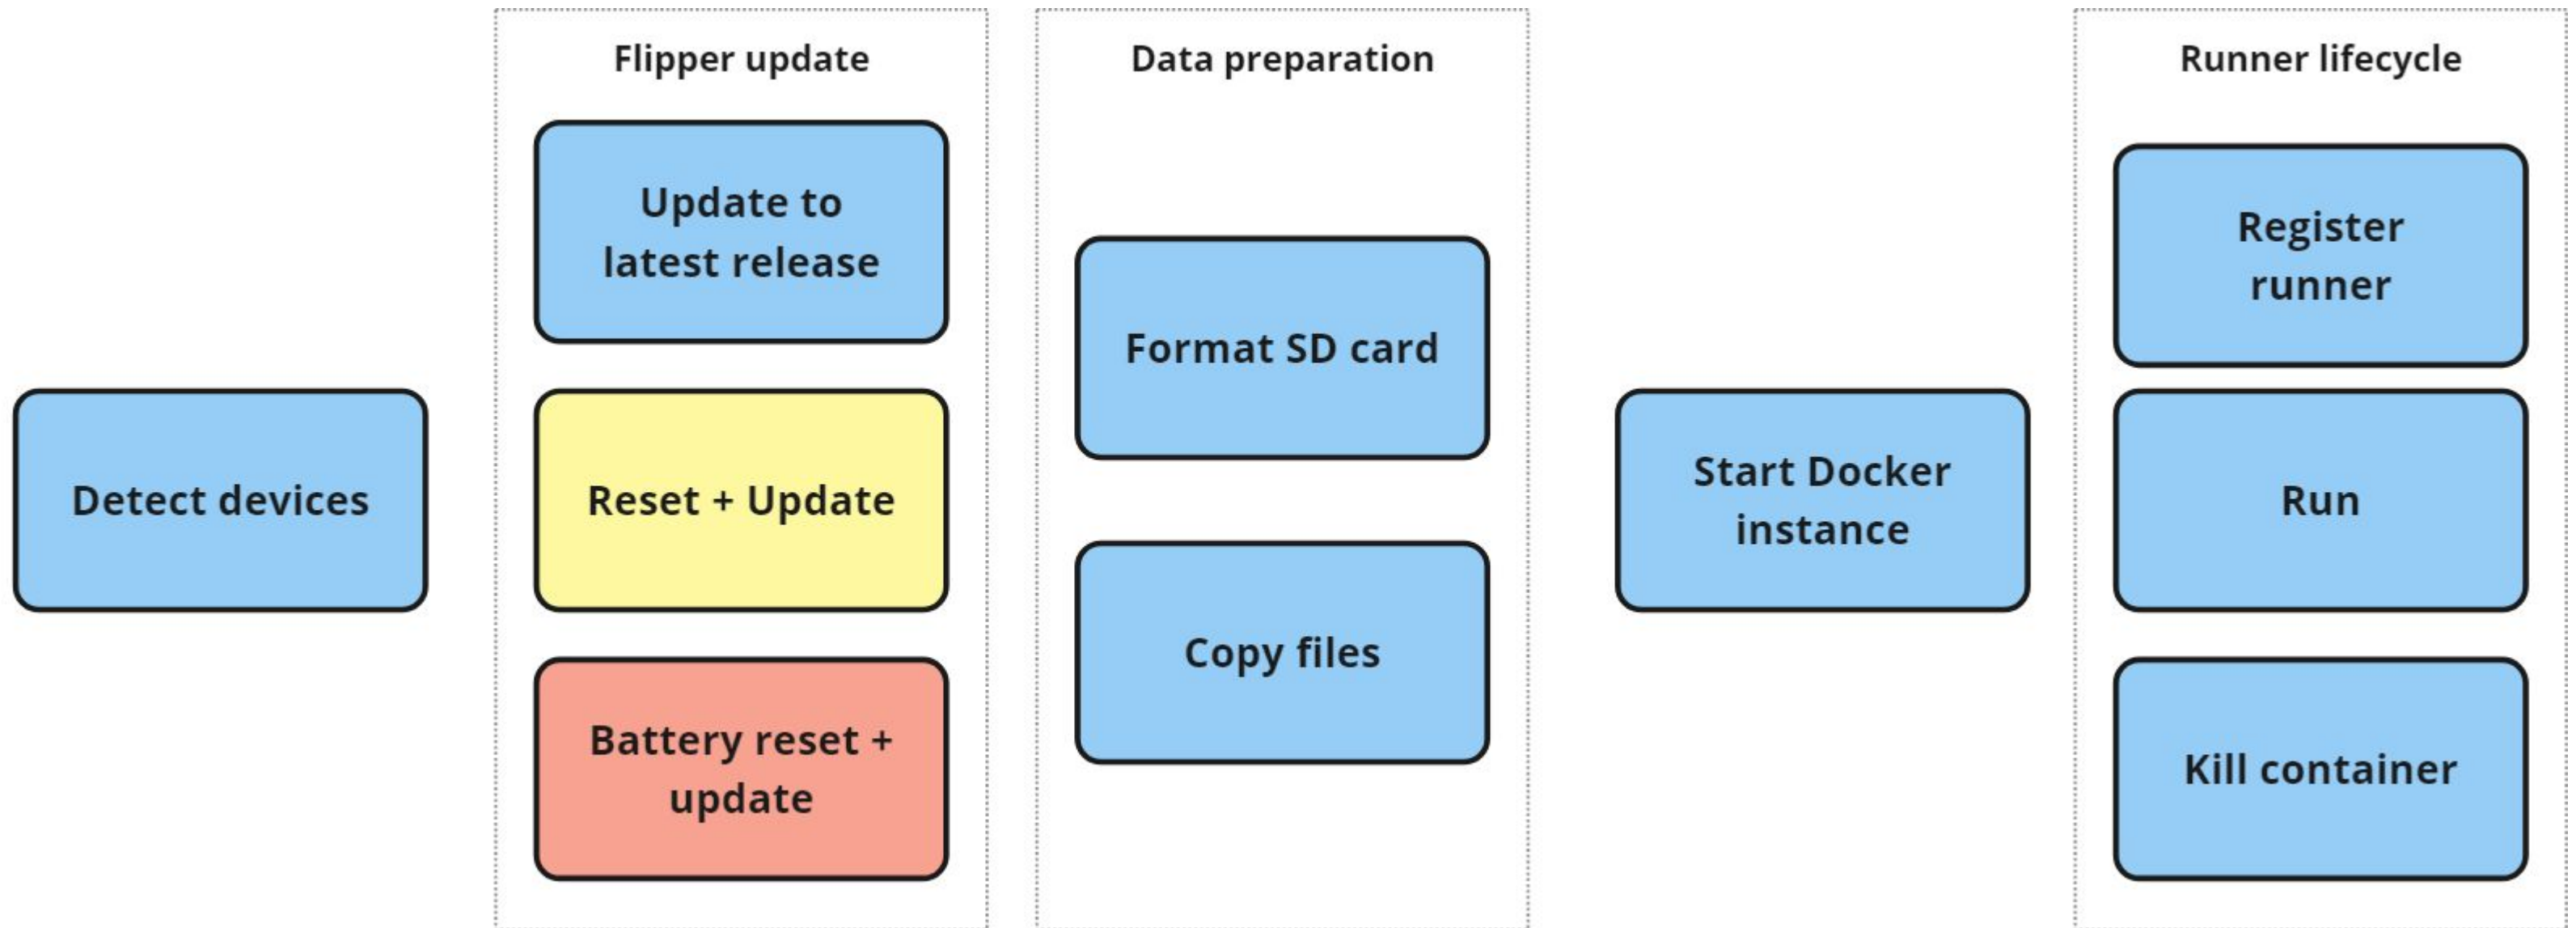 Detect devices
Flipper update
Update to
latest release
Reset + Update
Battery reset +
update
Data preparation
Format SD card
Copy files
Start Docker
instance
Runner lifecycle
Register
runner
Run
Kill container